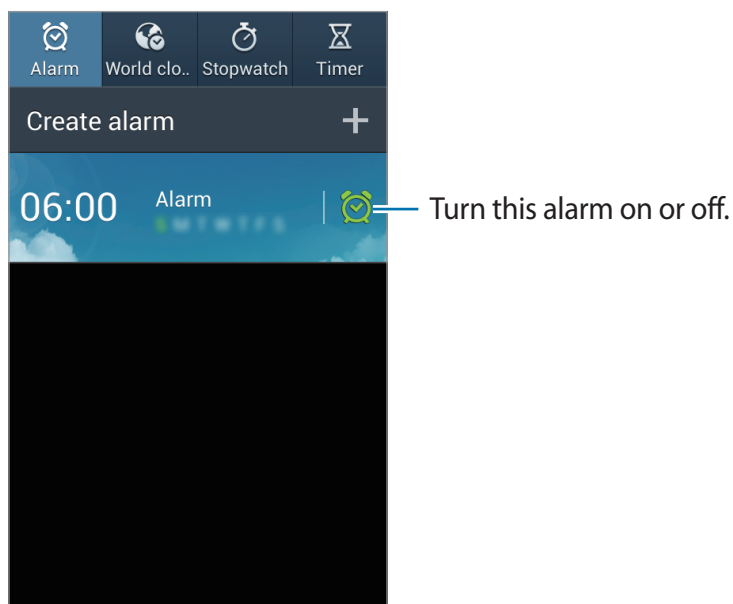 Alarm World clo.. Stopwatch Timer
Create alarm
06:00 Alarm
S M T W T F S
Turn this alarm on or off.